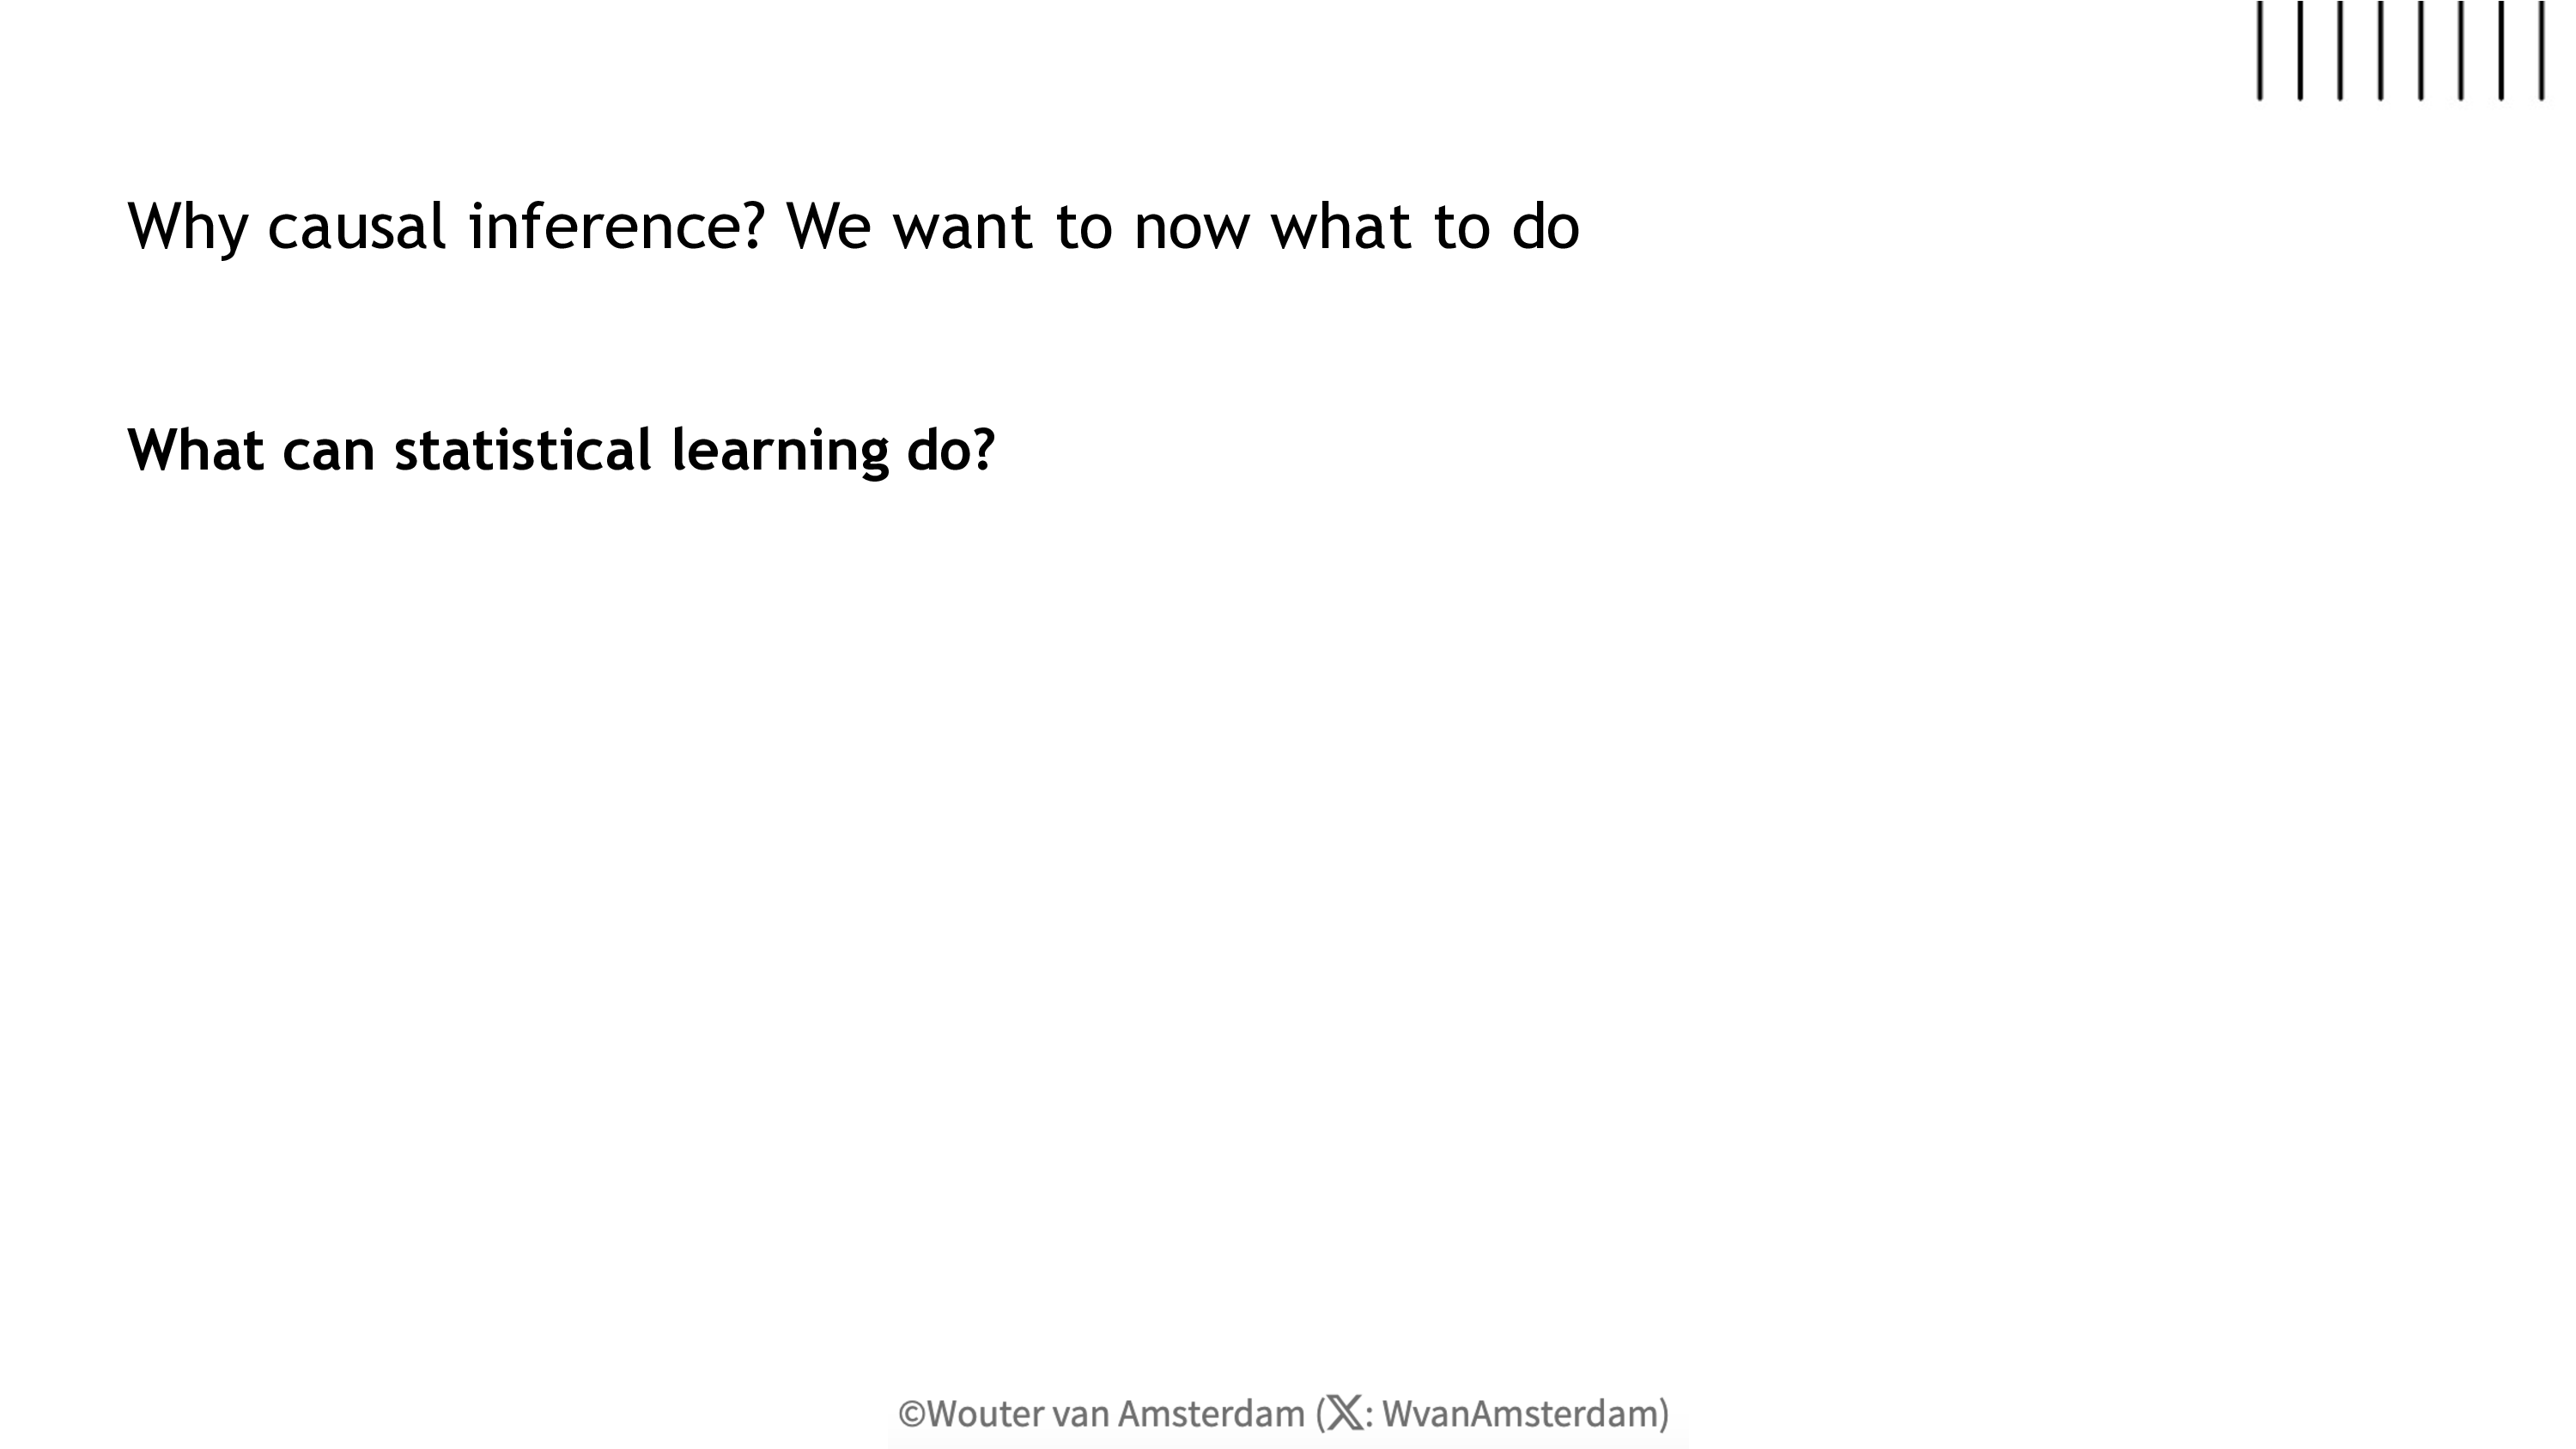 Why causal inference? We want to now what to do
What can statistical learning do?
©Wouter van Amsterdam (𝕏: WvanAmsterdam)